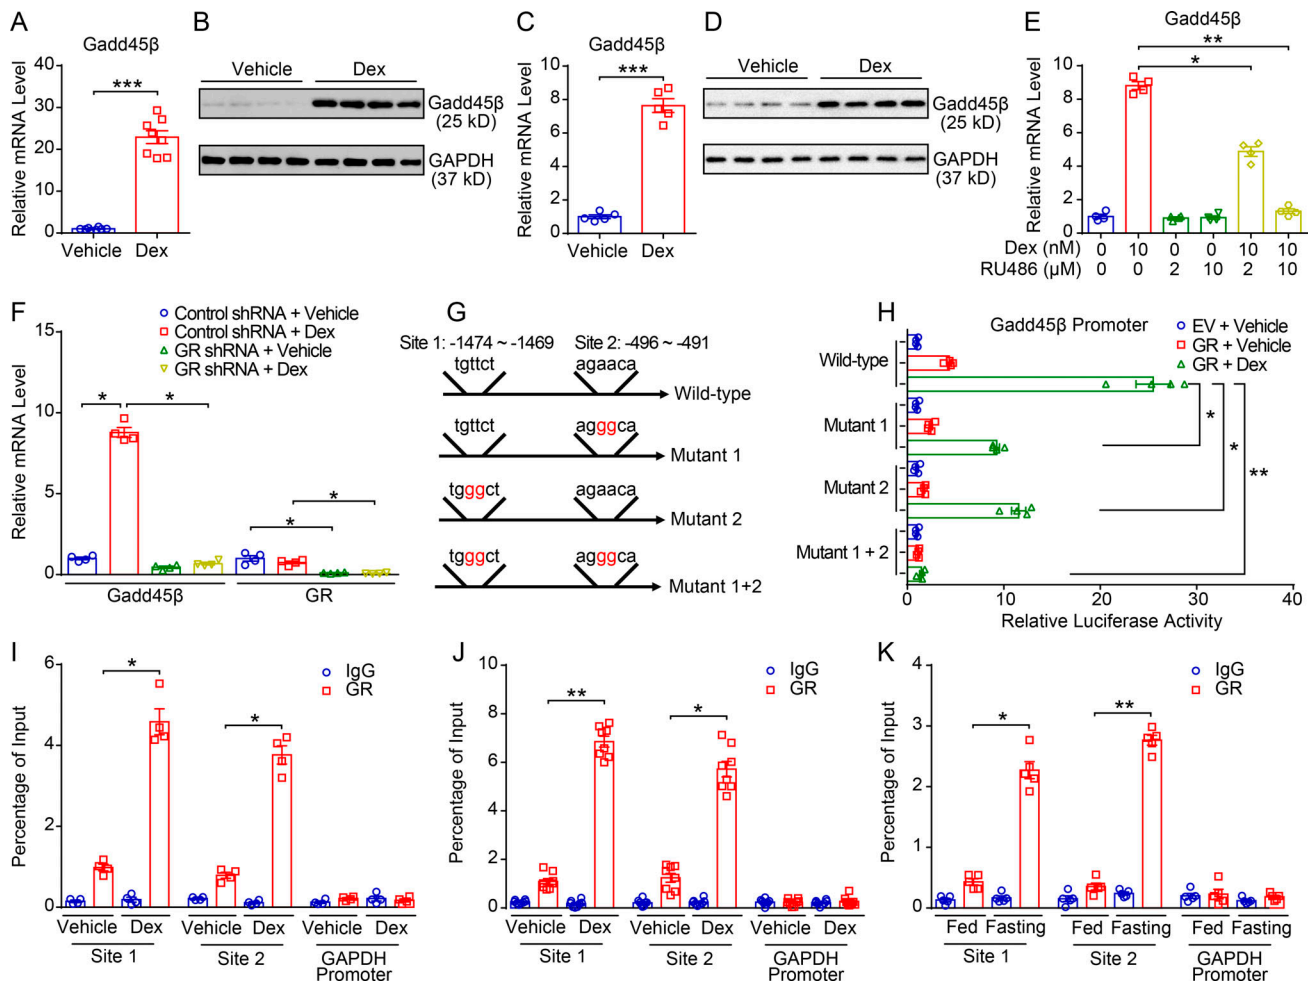 A
Gadd45β
Relative mRNA Level
40
30
20
10
0
***
Vehicle
Dex
B
Vehicle
Dex
Gadd45β
(25 kD)
GAPDH
(37 kD)
C
Gadd45β
Relative mRNA Level
10
8
6
4
2
0
***
Vehicle
Dex
D
Vehicle
Dex
Gadd45β
(25 kD)
GAPDH
(37 kD)
E
Gadd45β
Relative mRNA Level
10
8
6
4
2
0
**
*
Dex (nM) 0 10 0 0 10 10
RU486 (µM) 0 0 2 10 2 10
F
Control shRNA + Vehicle
Control shRNA + Dex
GR shRNA + Vehicle
GR shRNA + Dex
Relative mRNA Level
15
10
5
0
*
*
*
*
Gadd45β
GR
G
Site 1: -1474 ~ -1469
Site 2: -496 ~ -491
tgttct
agaaca
Wild-type
tgttct
agggca
Mutant 1
tgggct
agaaca
Mutant 2
tgggct
agggca
Mutant 1+2
H
Gadd45β Promoter
EV + Vehicle
GR + Vehicle
GR + Dex
Wild-type
Mutant 1
Mutant 2
Mutant 1 + 2
*
*
**
0 10 20 30 40
Relative Luciferase Activity
I
IgG
GR
Percentage of Input
6
4
2
0
*
*
Vehicle Dex Vehicle Dex Vehicle Dex
Site 1 Site 2 GAPDH
Promoter
J
IgG
GR
Percentage of Input
10
8
6
4
2
0
**
*
Vehicle Dex Vehicle Dex Vehicle Dex
Site 1 Site 2 GAPDH
Promoter
K
IgG
GR
Percentage of Input
4
3
2
1
0
*
**
Fed Fasting Fed Fasting Fed Fasting
Site 1 Site 2 GAPDH
Promoter